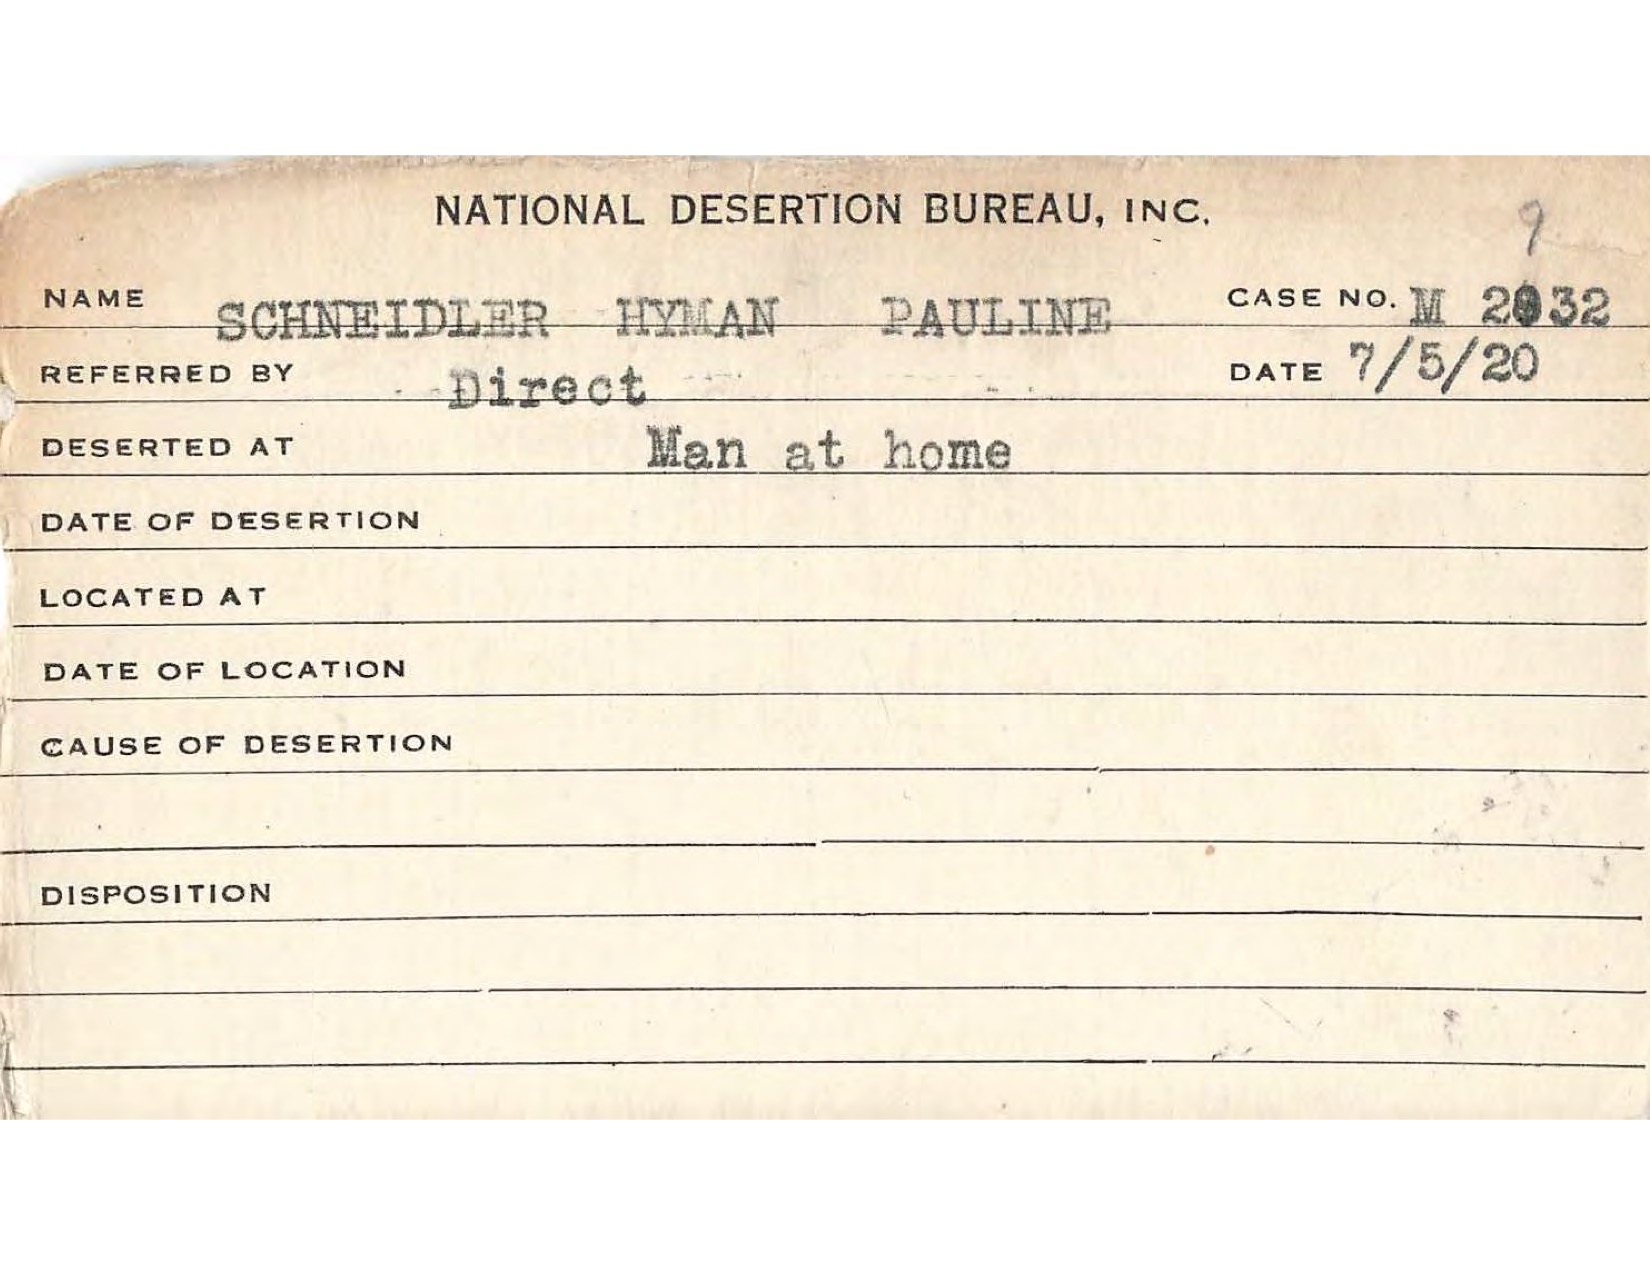 NATIONAL DESERTION BUREAU, INC.
9
NAME SCHNEIDLER HYMAN PAULINE CASE NO. M 2932
REFERRED BY Direct DATE 7/5/20
DESERTED AT Man at home
DATE OF DESERTION
LOCATED AT
DATE OF LOCATION
CAUSE OF DESERTION
DISPOSITION